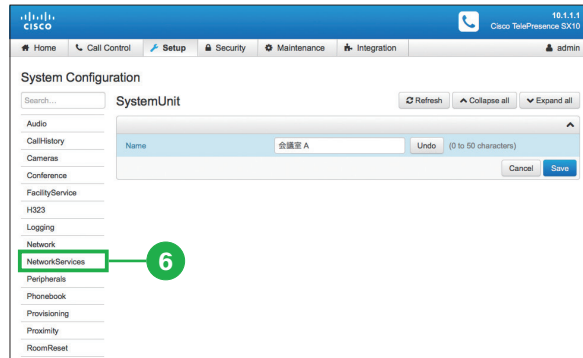 CISCO
10.1.1.1
Cisco TelePresence SX10
Home Call Control Setup Security Maintenance Integration admin
System Configuration
Search...
SystemUnit
Refresh Collapse all Expand all
Audio
CallHistory
Name 会議室 A Undo (0 to 50 characters)
Cameras
Cancel Save
Conference
FacilityService
H323
Logging
Network
NetworkServices
6
Peripherals
Phonebook
Provisioning
Proximity
RoomReset